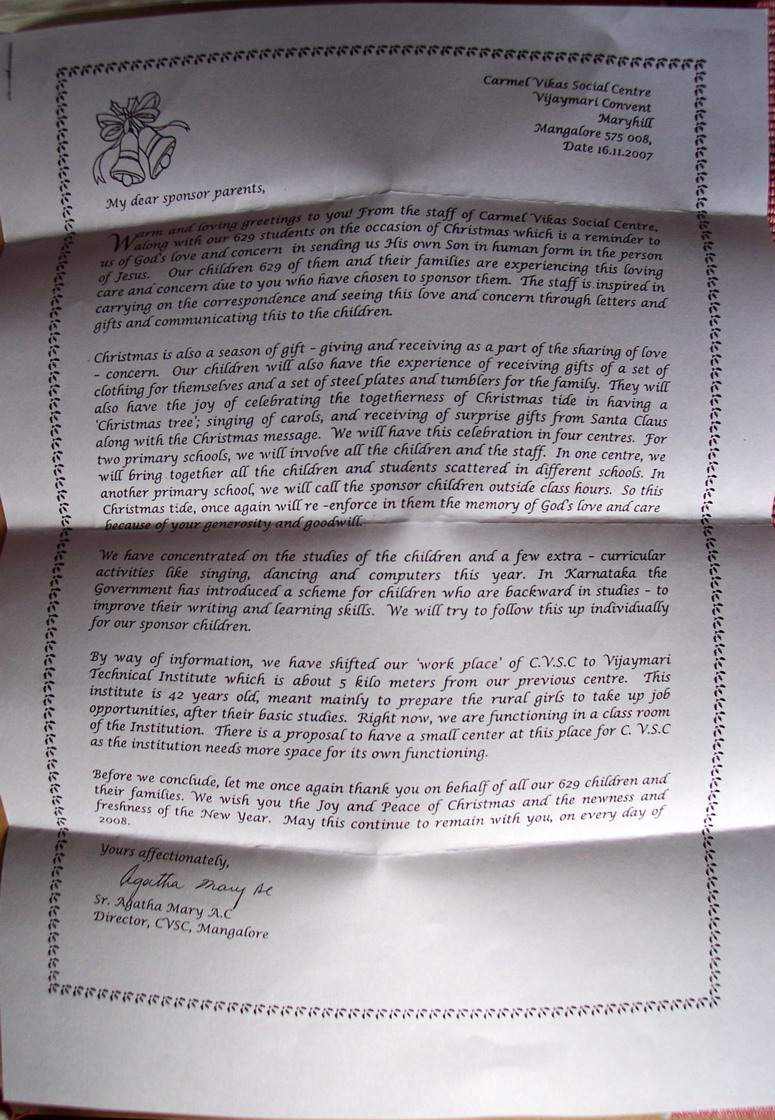 Carmel Vikas Social Centre
Vijaymari Convent
Maryhill
Mangalore 575 008,
Date 16.11.2007
My dear sponsor parents,
Warm and loving greetings to you! From the staff of Carmel Vikas Social Centre,
along with our 629 students on the occasion of Christmas which is a reminder to
us of God's love and concern in sending us His own Son in human form in the person
of Jesus. Our children 629 of them and their families are experiencing this loving
care and concern due to you who have chosen to sponsor them. The staff is inspired in
carrying on the correspondence and seeing this love and concern through letters and
gifts and communicating this to the children.
Christmas is also a season of gift - giving and receiving as a part of the sharing of love
- concern. Our children will also have the experience of receiving gifts of a set of
clothing for themselves and a set of steel plates and tumblers for the family. They will
also have the joy of celebrating the togetherness of Christmas tide in having a
'Christmas tree'; singing of carols, and receiving of surprise gifts from Santa Claus
along with the Christmas message. We will have this celebration in four centres. For
two primary schools, we will involve all the children and the staff. In one centre, we
will bring together all the children and students scattered in different schools. In
another primary school, we will call the sponsor children outside class hours. So this
Christmas tide, once again will re -enforce in them the memory of God's love and care
because of your generosity and goodwill.
We have concentrated on the studies of the children and a few extra - curricular
activities like singing, dancing and computers this year. In Karnataka the
Government has introduced a scheme for children who are backward in studies - to
improve their writing and learning skills. We will try to follow this up individually
for our sponsor children.
By way of information, we have shifted our 'work place' of C.V.S.C to Vijaymari
Technical Institute which is about 5 kilo meters from our previous centre. This
institute is 42 years old, meant mainly to prepare the rural girls to take up job
opportunities, after their basic studies. Right now, we are functioning in a class room
of the Institution. There is a proposal to have a small center at this place for C. V.S.C
as the institution needs more space for its own functioning.
Before we conclude, let me once again thank you on behalf of all our 629 children and
their families. We wish you the Joy and Peace of Christmas and the newness and
freshness of the New Year. May this continue to remain with you, on every day of
2008.
Yours affectionately,
Agatha Mary AC
Sr. Agatha Mary A.C
Director, CVSC, Mangalore